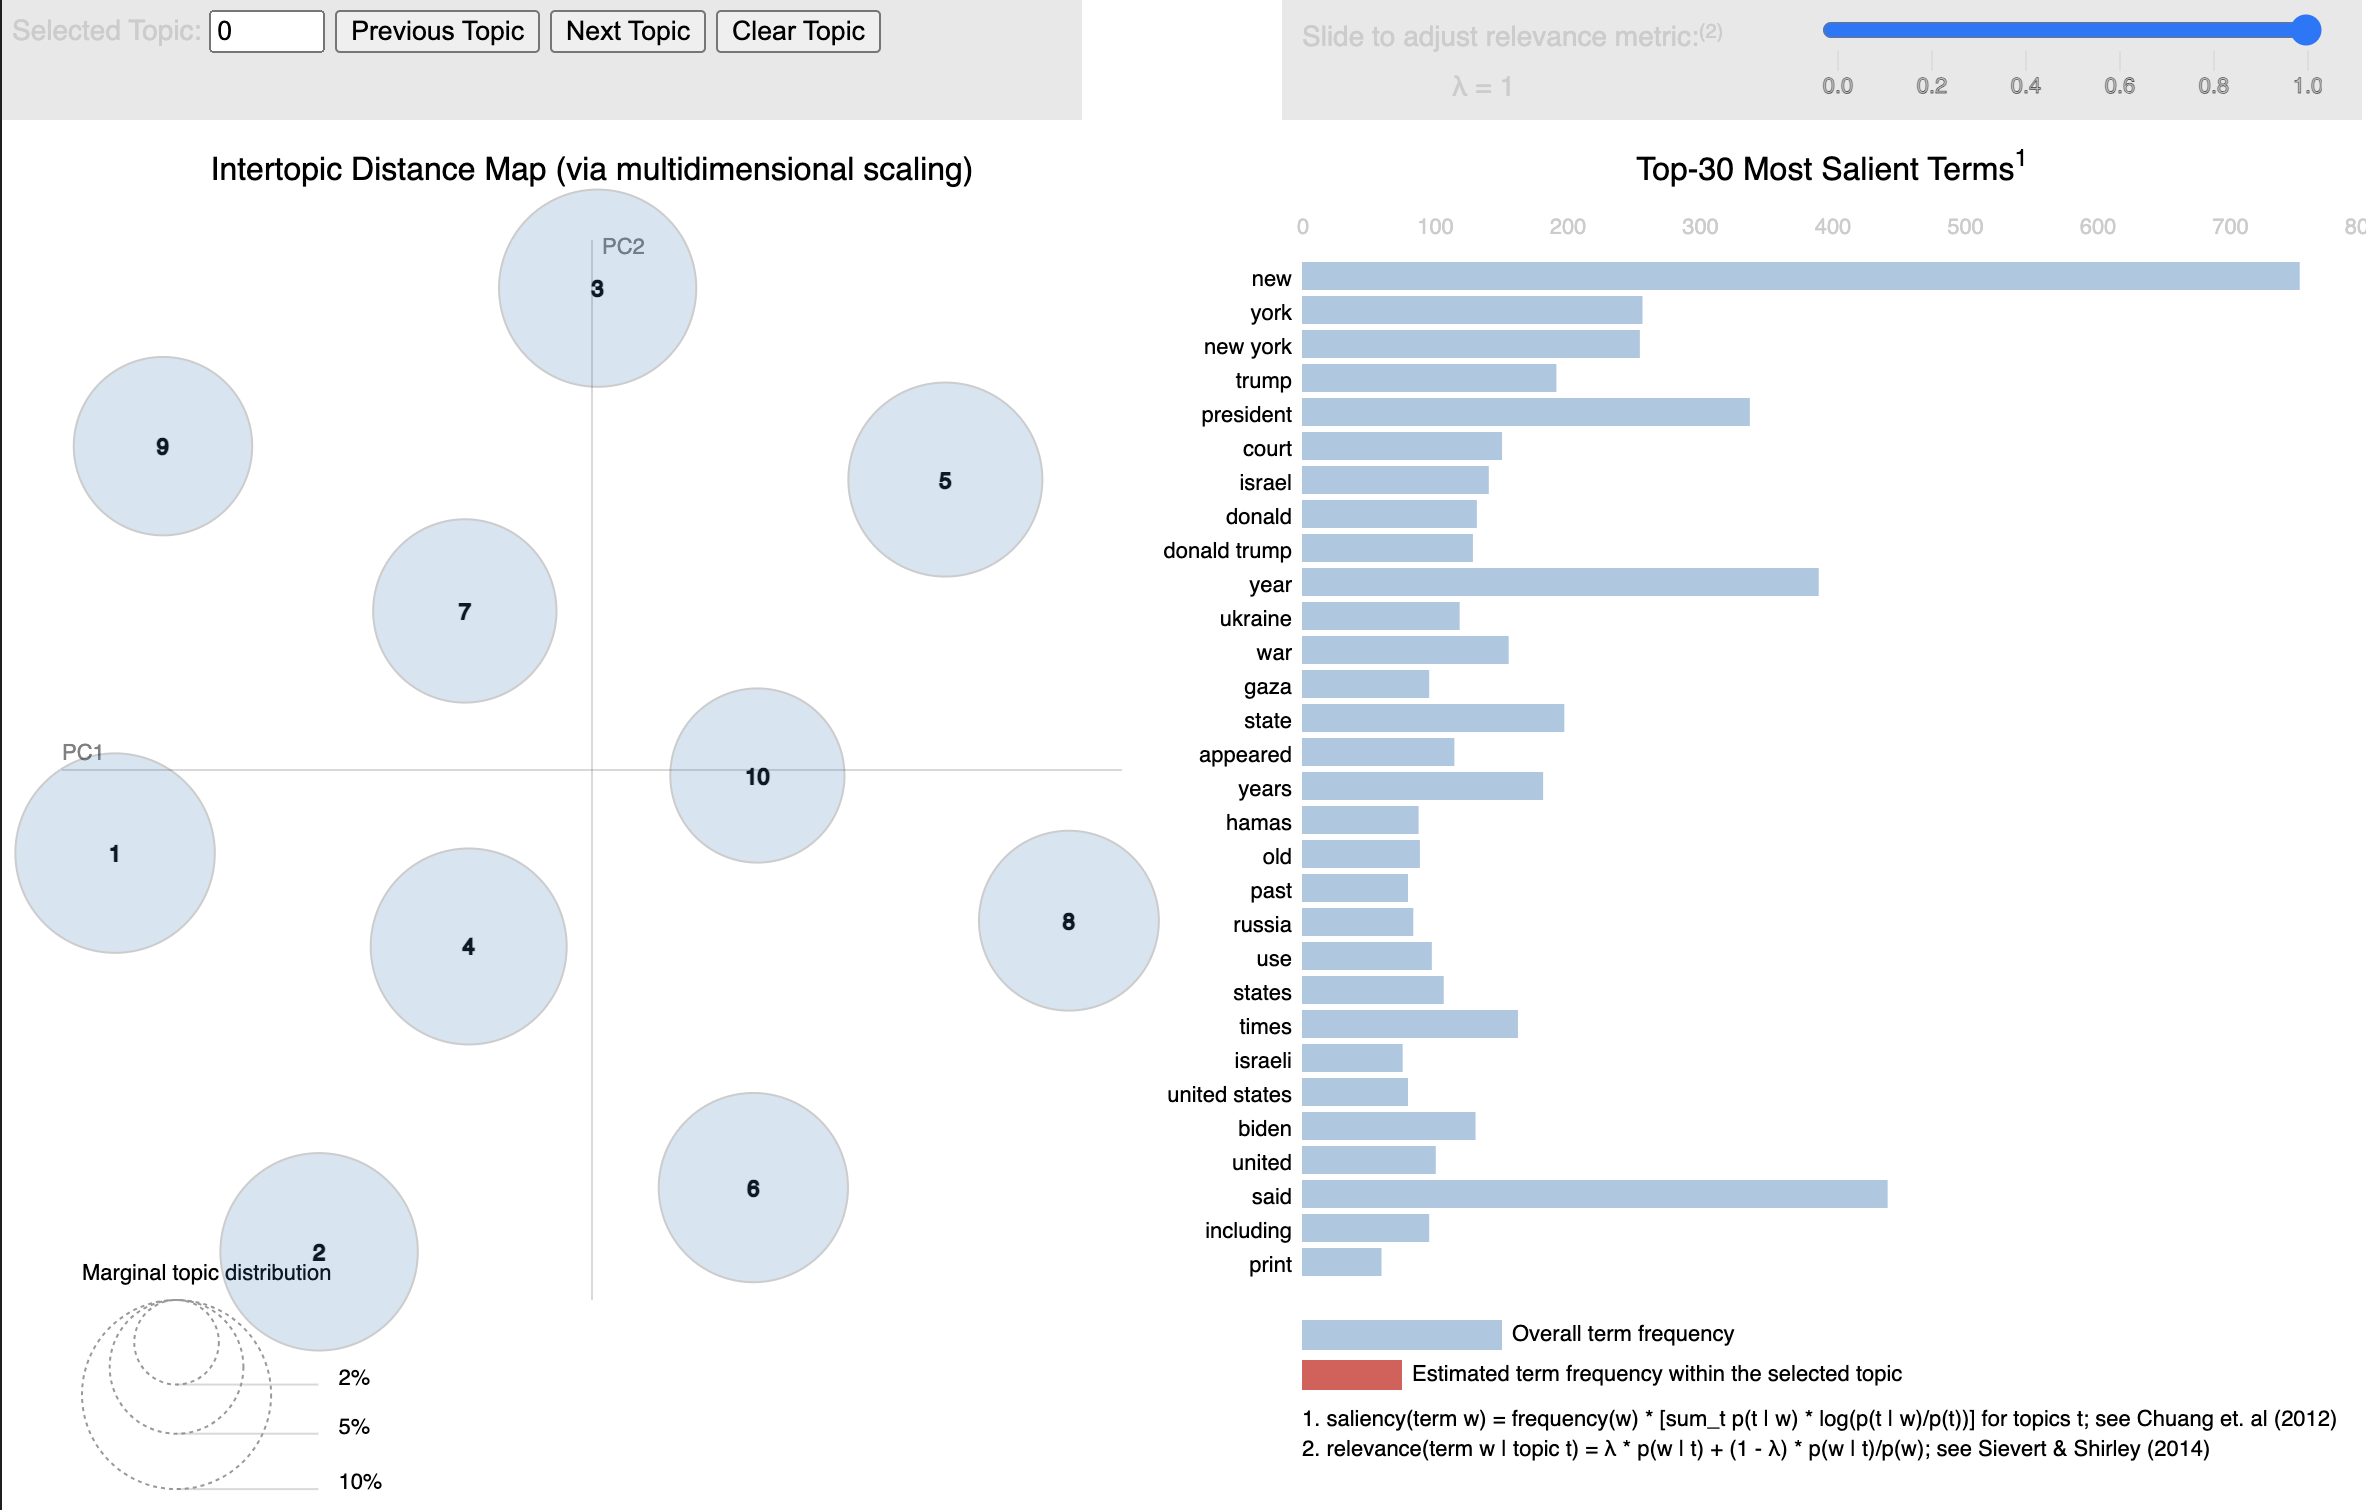 Selected Topic: 0 Previous Topic Next Topic Clear Topic
Slide to adjust relevance metric:(2)
λ = 1
0.0 0.2 0.4 0.6 0.8 1.0
Intertopic Distance Map (via multidimensional scaling)
PC2
3
9
5
7
PC1
10
1
8
4
6
2
Marginal topic distribution
2%
5%
10%
Top-30 Most Salient Terms1
0 100 200 300 400 500 600 700 80
new
york
new york
trump
president
court
israel
donald
donald trump
year
ukraine
war
gaza
state
appeared
years
hamas
old
past
russia
use
states
times
israeli
united states
biden
united
said
including
print
Overall term frequency
Estimated term frequency within the selected topic
1. saliency(term w) = frequency(w) * [sum_t p(t | w) * log(p(t | w)/p(t))] for topics t; see Chuang et. al (2012)
2. relevance(term w | topic t) = λ * p(w | t) + (1 - λ) * p(w | t)/p(w); see Sievert & Shirley (2014)